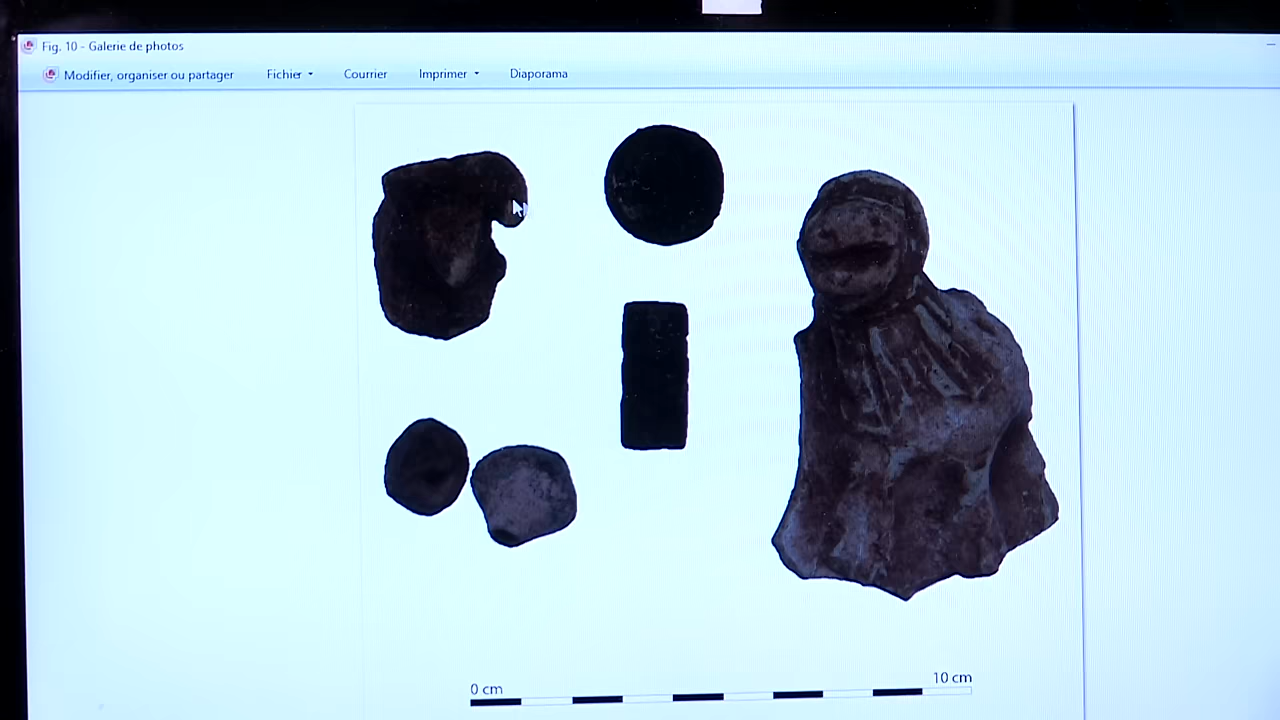 Fig. 10 - Galerie de photos
Modifier, organiser ou partager Fichier Courrier Imprimer Diaporama
0 cm 10 cm